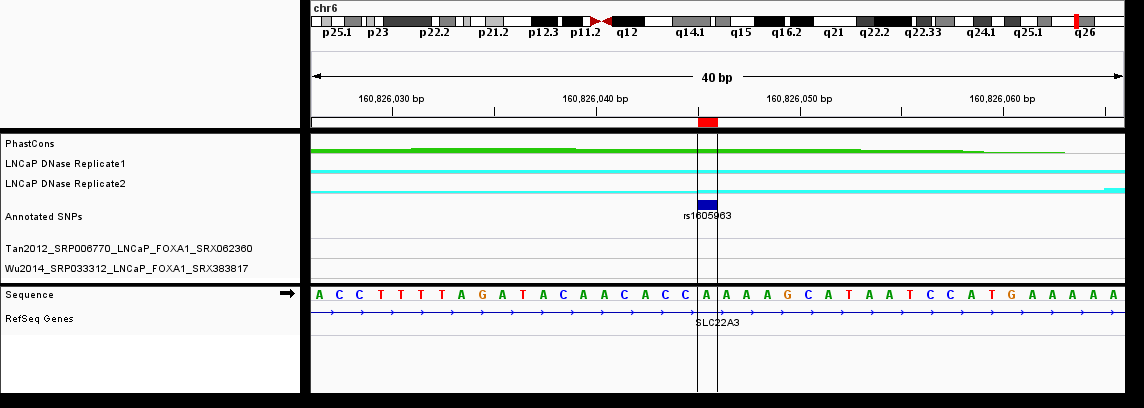 chr6
p25.1 p23 p22.2 p21.2 p12.3 p11.2 q12 q14.1 q15 q16.2 q21 q22.2 q22.33 q24.1 q25.1 q26
40 bp
160,826,030 bp 160,826,040 bp 160,826,050 bp 160,826,060 bp
PhastCons
LNCaP DNase Replicate1
LNCaP DNase Replicate2
Annotated SNPs
rs1605963
Tan2012_SRP006770_LNCaP_FOXA1_SRX062360
Wu2014_SRP033312_LNCaP_FOXA1_SRX383817
Sequence A C C T T T T A G A T A C A A C A C C A A A A G C A T A A T C C A T G A A A A A
RefSeq Genes
SLC22A3